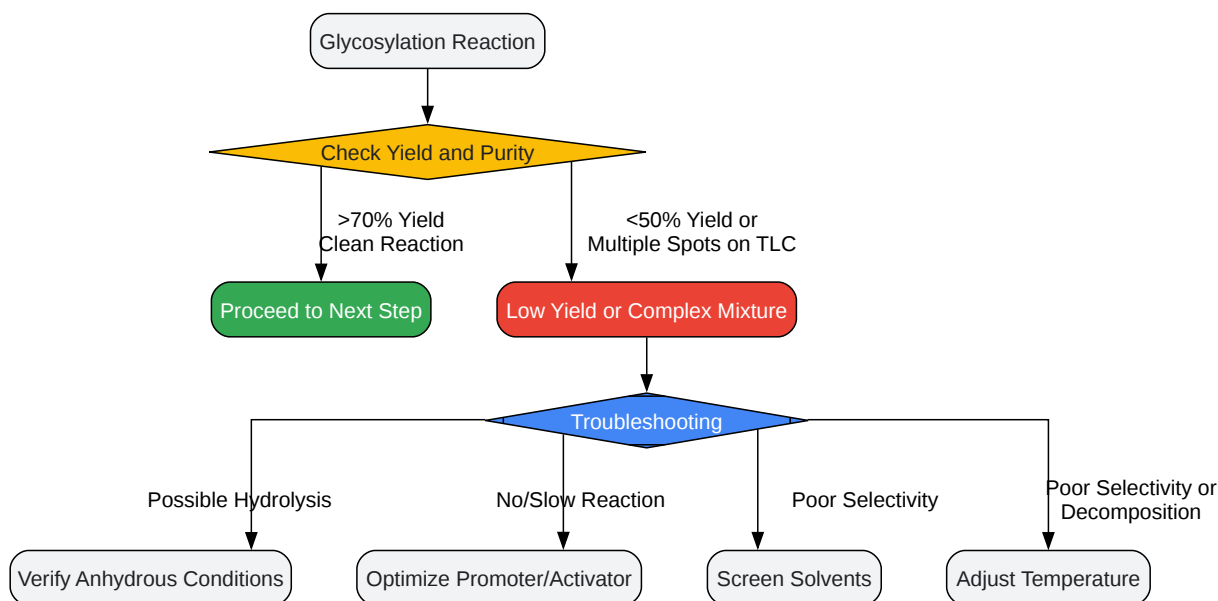 Glycosylation Reaction
Check Yield and Purity
>70% Yield
Clean Reaction
<50% Yield or
Multiple Spots on TLC
Proceed to Next Step
Low Yield or Complex Mixture
Troubleshooting
Possible Hydrolysis
No/Slow Reaction
Poor Selectivity
Poor Selectivity or
Decomposition
Verify Anhydrous Conditions
Optimize Promoter/Activator
Screen Solvents
Adjust Temperature